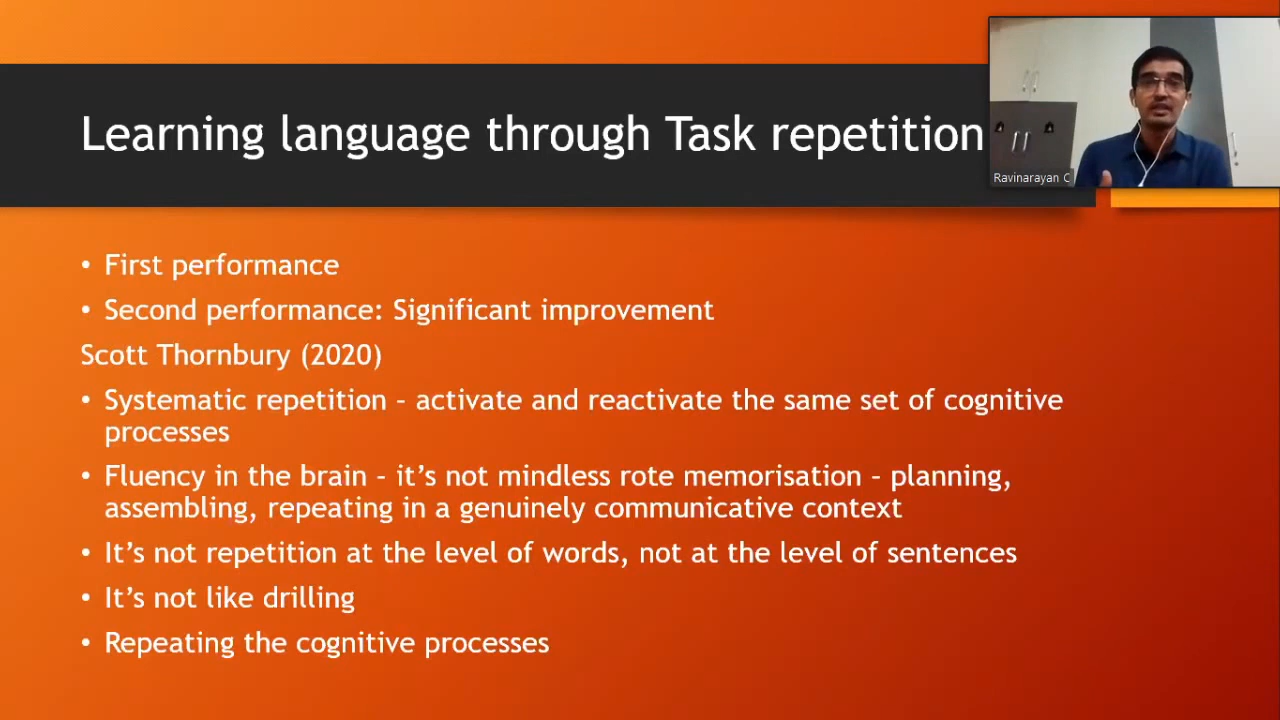 Learning language through Task repetition
Ravinarayan C
• First performance
• Second performance: Significant improvement
Scott Thornbury (2020)
• Systematic repetition – activate and reactivate the same set of cognitive
processes
• Fluency in the brain – it's not mindless rote memorisation – planning,
assembling, repeating in a genuinely communicative context
• It's not repetition at the level of words, not at the level of sentences
• It's not like drilling
• Repeating the cognitive processes